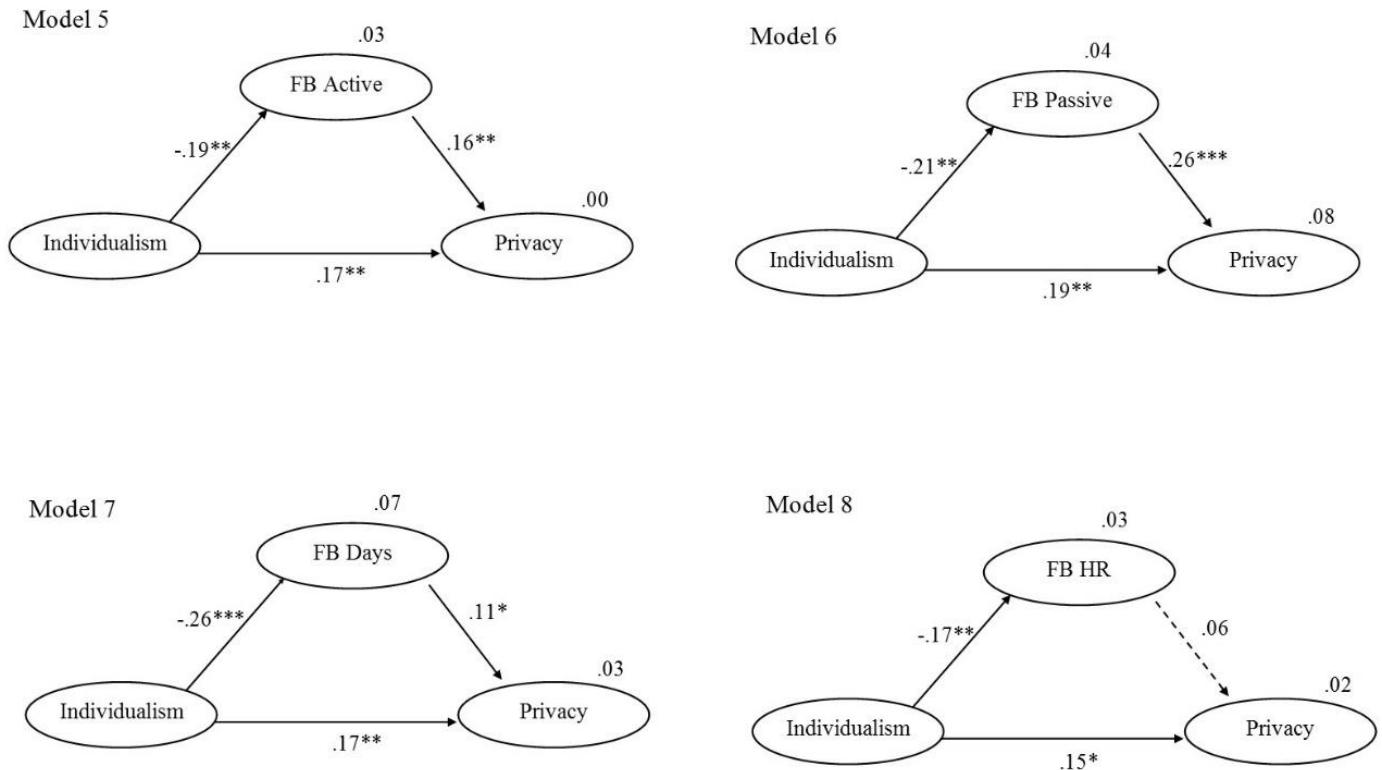 Model 5
.03
FB Active
-.19**
.16**
.00
Individualism
Privacy
.17**
Model 6
.04
FB Passive
-.21**
.26***
.08
Individualism
Privacy
.19**
Model 7
.07
FB Days
-.26***
.11*
.03
Individualism
Privacy
.17**
Model 8
.03
FB HR
-.17**
.06
.02
Individualism
Privacy
.15*